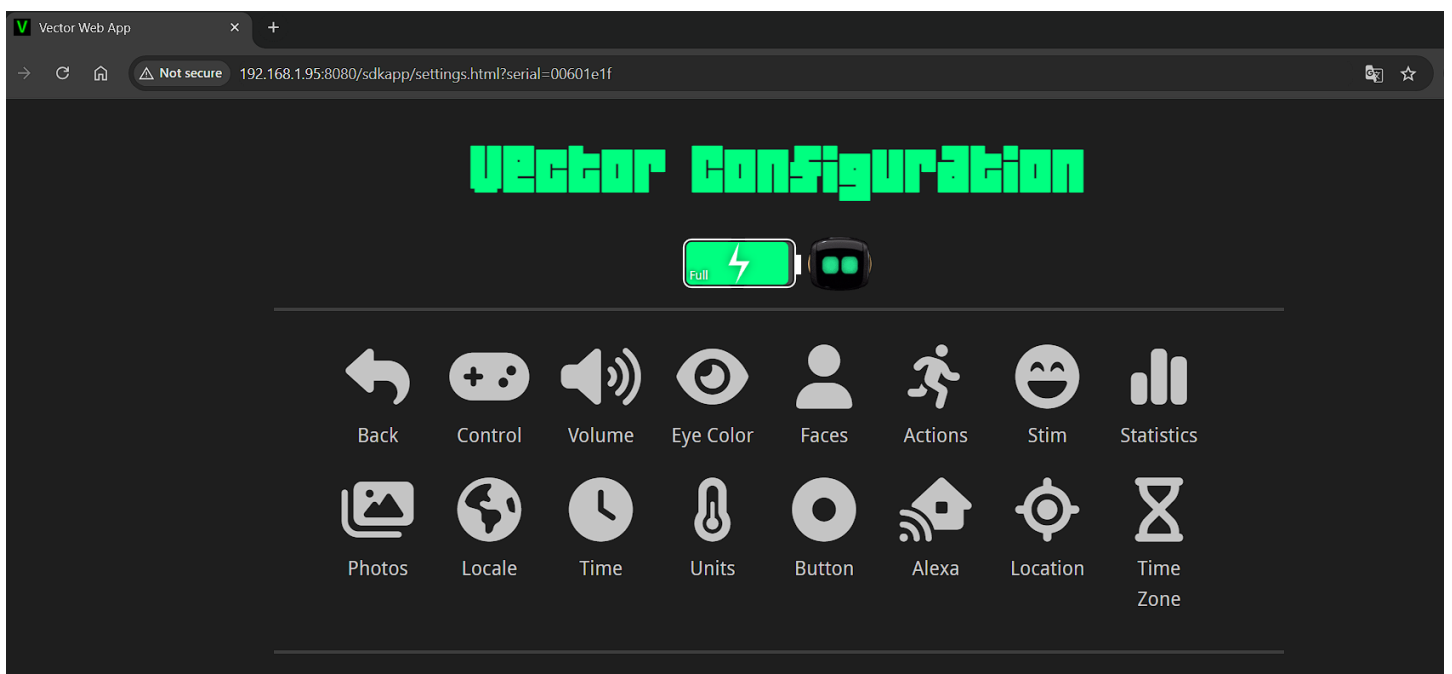 Vector Web App
Not secure 192.168.1.95:8080/sdkapp/settings.html?serial=00601e1f
Vector Configuration
Full
Back Control Volume Eye Color Faces Actions Stim Statistics
Photos Locale Time Units Button Alexa Location Time
Zone